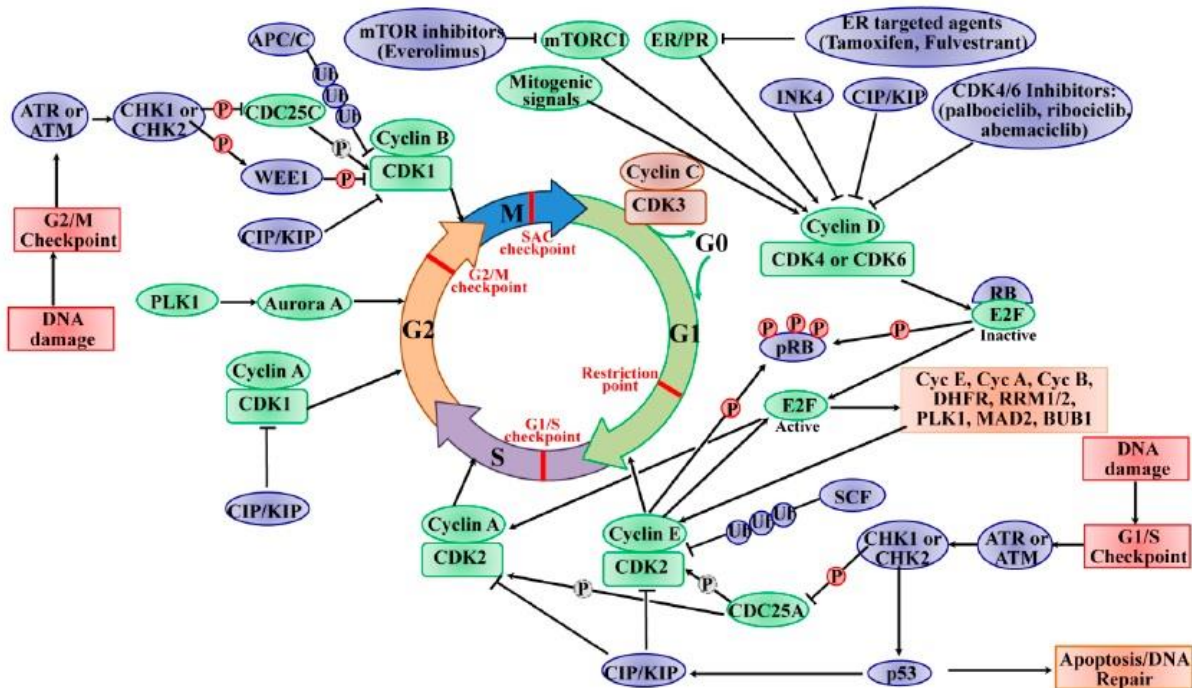 APC/C
Ub
Ub
Ub
mTOR inhibitors
(Everolimus)
mTORC1
ER/PR
ER targeted agents
(Tamoxifen, Fulvestrant)
Mitogenic
signals
INK4
CIP/KIP
CDK4/6 Inhibitors:
(palbociclib, ribociclib,
abemaciclib)
ATR or
ATM
CHK1 or
CHK2
P
P
CDC25C
P
WEE1
P
Cyclin B
CDK1
CIP/KIP
G2/M
Checkpoint
DNA
damage
PLK1
Aurora A
Cyclin A
CDK1
CIP/KIP
M
SAC
checkpoint
G2/M
checkpoint
G2
S
G1/S
checkpoint
G1
Restriction
point
Cyclin C
CDK3
G0
Cyclin D
CDK4 or CDK6
RB
E2F
Inactive
P
P P P
pRB
P
E2F
Active
Cyc E, Cyc A, Cyc B,
DHFR, RRM1/2,
PLK1, MAD2, BUB1
DNA
damage
G1/S
Checkpoint
ATR or
ATM
CHK1 or
CHK2
P
SCF
Ub
Ub
Ub
Cyclin A
CDK2
Cyclin E
CDK2
P
P
CDC25A
CIP/KIP
p53
Apoptosis/DNA
Repair